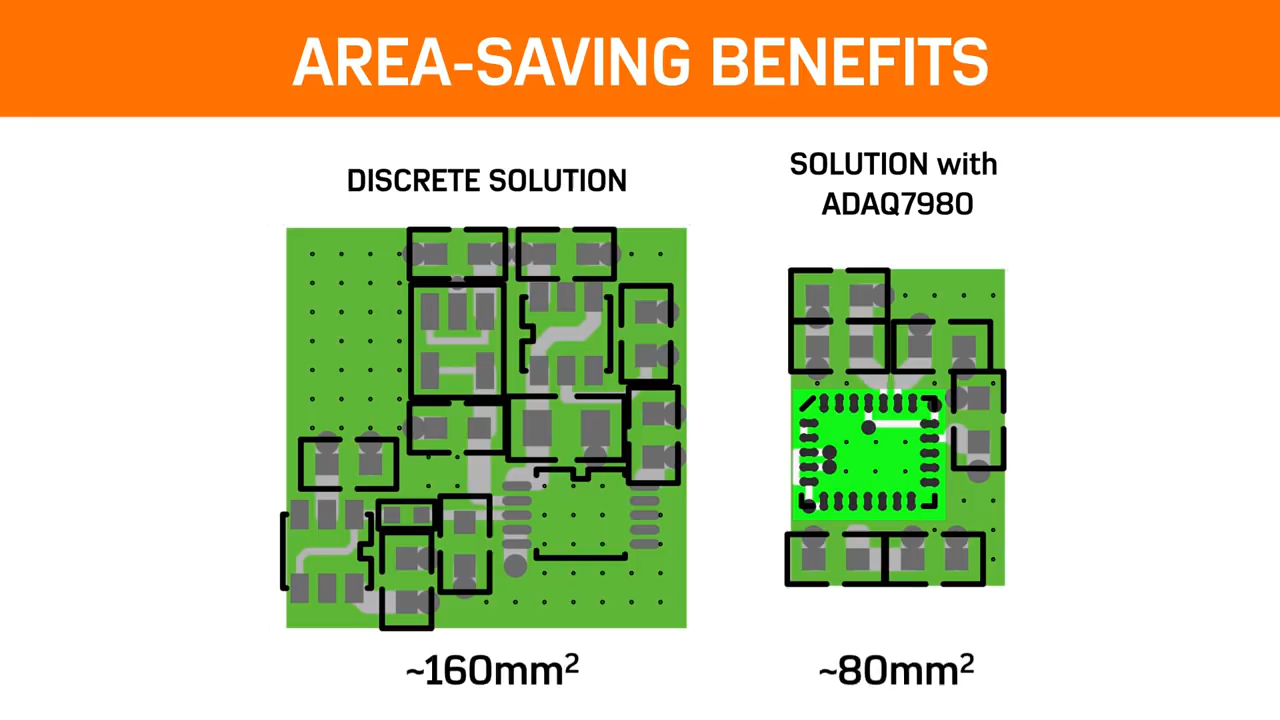 AREA-SAVING BENEFITS
DISCRETE SOLUTION
SOLUTION with
ADAQ7980
~160mm²
~80mm²